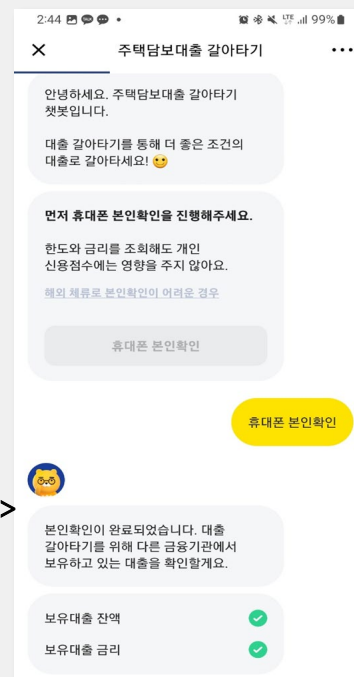 2:44
LTE 99%
주택담보대출 갈아타기
안녕하세요. 주택담보대출 갈아타기
챗봇입니다.
대출 갈아타기를 통해 더 좋은 조건의
대출로 갈아타세요!
먼저 휴대폰 본인확인을 진행해주세요.
한도와 금리를 조회해도 개인
신용점수에는 영향을 주지 않아요.
해외 체류로 본인확인이 어려운 경우
휴대폰 본인확인
휴대폰 본인확인
>
본인확인이 완료되었습니다. 대출
갈아타기를 위해 다른 금융기관에서
보유하고 있는 대출을 확인할게요.
보유대출 잔액
보유대출 금리